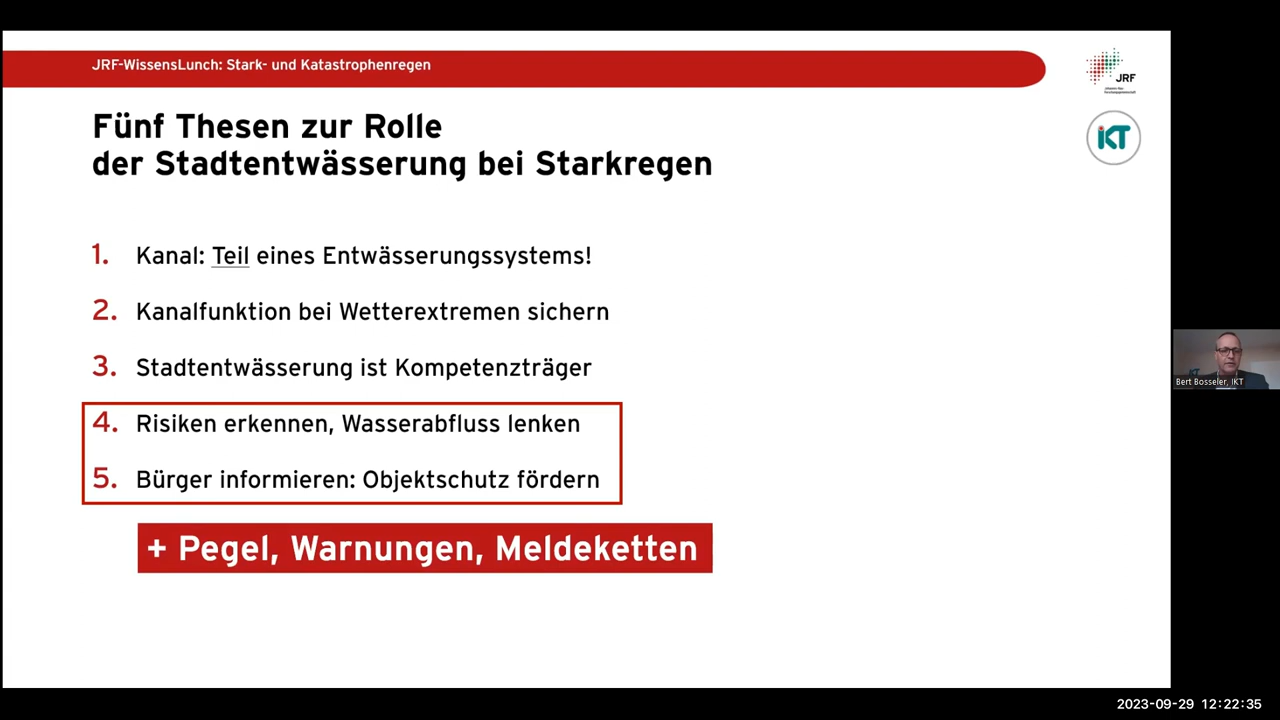 JRF-WissensLunch: Stark- und Katastrophenregen
JRF
iKT
Fünf Thesen zur Rolle
der Stadtentwässerung bei Starkregen
1. Kanal: Teil eines Entwässerungssystems!
2. Kanalfunktion bei Wetterextremen sichern
3. Stadtentwässerung ist Kompetenzträger
4. Risiken erkennen, Wasserabfluss lenken
5. Bürger informieren: Objektschutz fördern
+ Pegel, Warnungen, Meldeketten
Bert Bosseler, IKT
2023-09-29 12:22:35